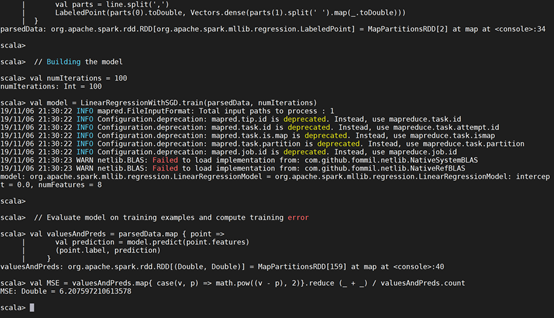 |       val parts = line.split(',')
|       LabeledPoint(parts(0).toDouble, Vectors.dense(parts(1).split(' ').map(_.toDouble)))
|  }
parsedData: org.apache.spark.rdd.RDD[org.apache.spark.mllib.regression.LabeledPoint] = MapPartitionsRDD[2] at map at <console>:34
scala>
scala>  // Building the model
scala> val numIterations = 100
numIterations: Int = 100
scala> val model = LinearRegressionWithSGD.train(parsedData, numIterations)
19/11/06 21:30:22 INFO mapred.FileInputFormat: Total input paths to process : 1
19/11/06 21:30:22 INFO Configuration.deprecation: mapred.tip.id is deprecated. Instead, use mapreduce.task.id
19/11/06 21:30:22 INFO Configuration.deprecation: mapred.task.id is deprecated. Instead, use mapreduce.task.attempt.id
19/11/06 21:30:22 INFO Configuration.deprecation: mapred.task.is.map is deprecated. Instead, use mapreduce.task.ismap
19/11/06 21:30:22 INFO Configuration.deprecation: mapred.task.partition is deprecated. Instead, use mapreduce.task.partition
19/11/06 21:30:22 INFO Configuration.deprecation: mapred.job.id is deprecated. Instead, use mapreduce.job.id
19/11/06 21:30:23 WARN netlib.BLAS: Failed to load implementation from: com.github.fommil.netlib.NativeSystemBLAS
19/11/06 21:30:23 WARN netlib.BLAS: Failed to load implementation from: com.github.fommil.netlib.NativeRefBLAS
model: org.apache.spark.mllib.regression.LinearRegressionModel = org.apache.spark.mllib.regression.LinearRegressionModel: intercep
t = 0.0, numFeatures = 8
scala>
scala>  // Evaluate model on training examples and compute training error
scala> val valuesAndPreds = parsedData.map { point =>
|       val prediction = model.predict(point.features)
|       (point.label, prediction)
|     }
valuesAndPreds: org.apache.spark.rdd.RDD[(Double, Double)] = MapPartitionsRDD[159] at map at <console>:40
scala> val MSE = valuesAndPreds.map{ case(v, p) => math.pow((v - p), 2)}.reduce (_ + _) / valuesAndPreds.count
MSE: Double = 6.207597210613578
scala>